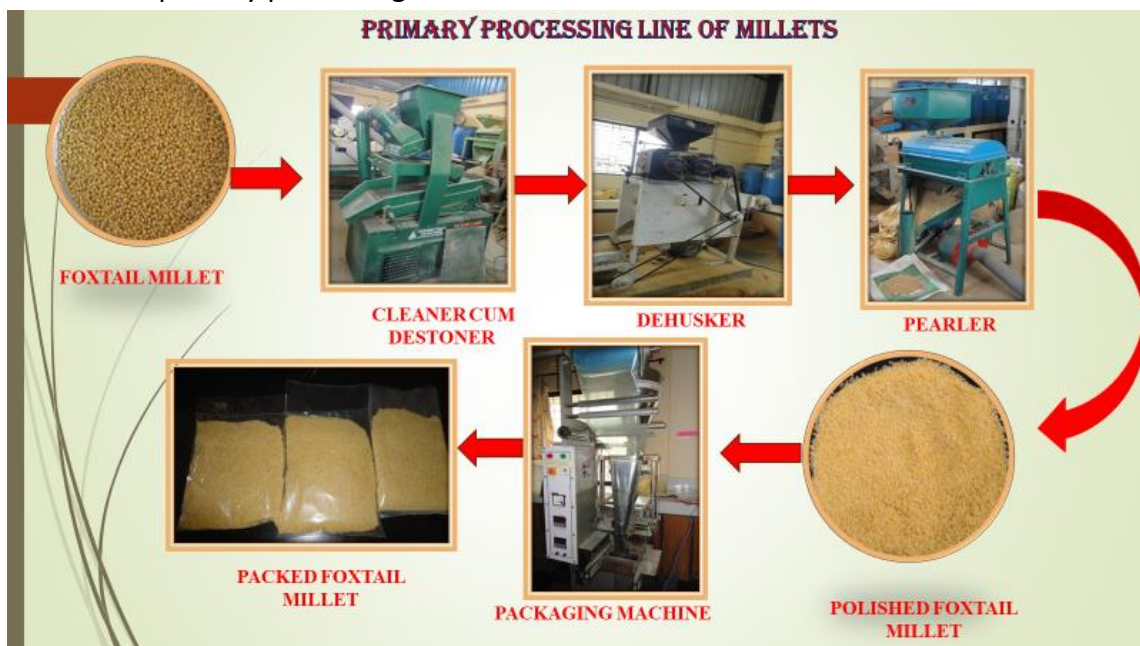 PRIMARY PROCESSING LINE OF MILLETS
FOXTAIL MILLET
CLEANER CUM
DESTONER
DEHUSKER
PEARLER
PACKED FOXTAIL
MILLET
PACKAGING MACHINE
POLISHED FOXTAIL
MILLET